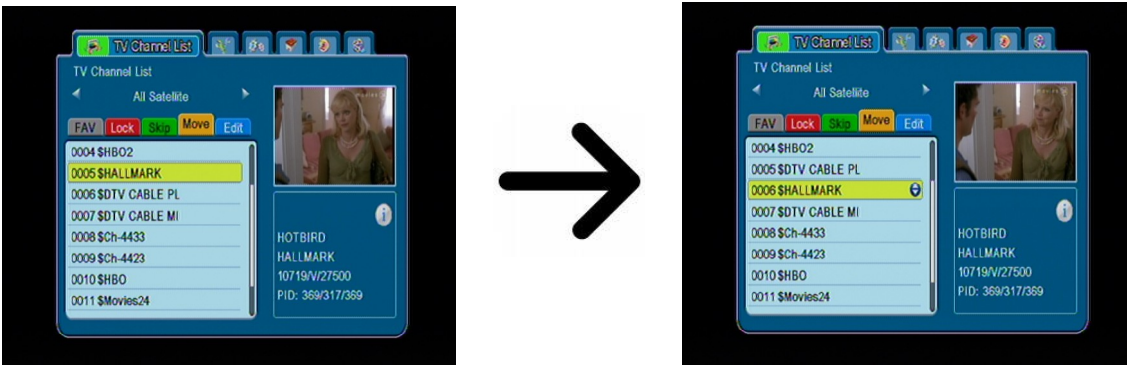 TV Channel List
TV Channel List
All Satellite
FAV Lock Skip Move Edit
0004 $HBO2
0005 $HALLMARK
0006 $DTV CABLE PL
0007 $DTV CABLE MI
0008 $Ch-4433
0009 $Ch-4423
0010 $HBO
0011 $Movies24
HOTBIRD
HALLMARK
10719/V/27500
PID: 369/317/369
TV Channel List
TV Channel List
All Satellite
FAV Lock Skip Move Edit
0004 $HBO2
0005 $DTV CABLE PL
0006 $HALLMARK
0007 $DTV CABLE MI
0008 $Ch-4433
0009 $Ch-4423
0010 $HBO
0011 $Movies24
HOTBIRD
HALLMARK
10719/V/27500
PID: 369/317/369